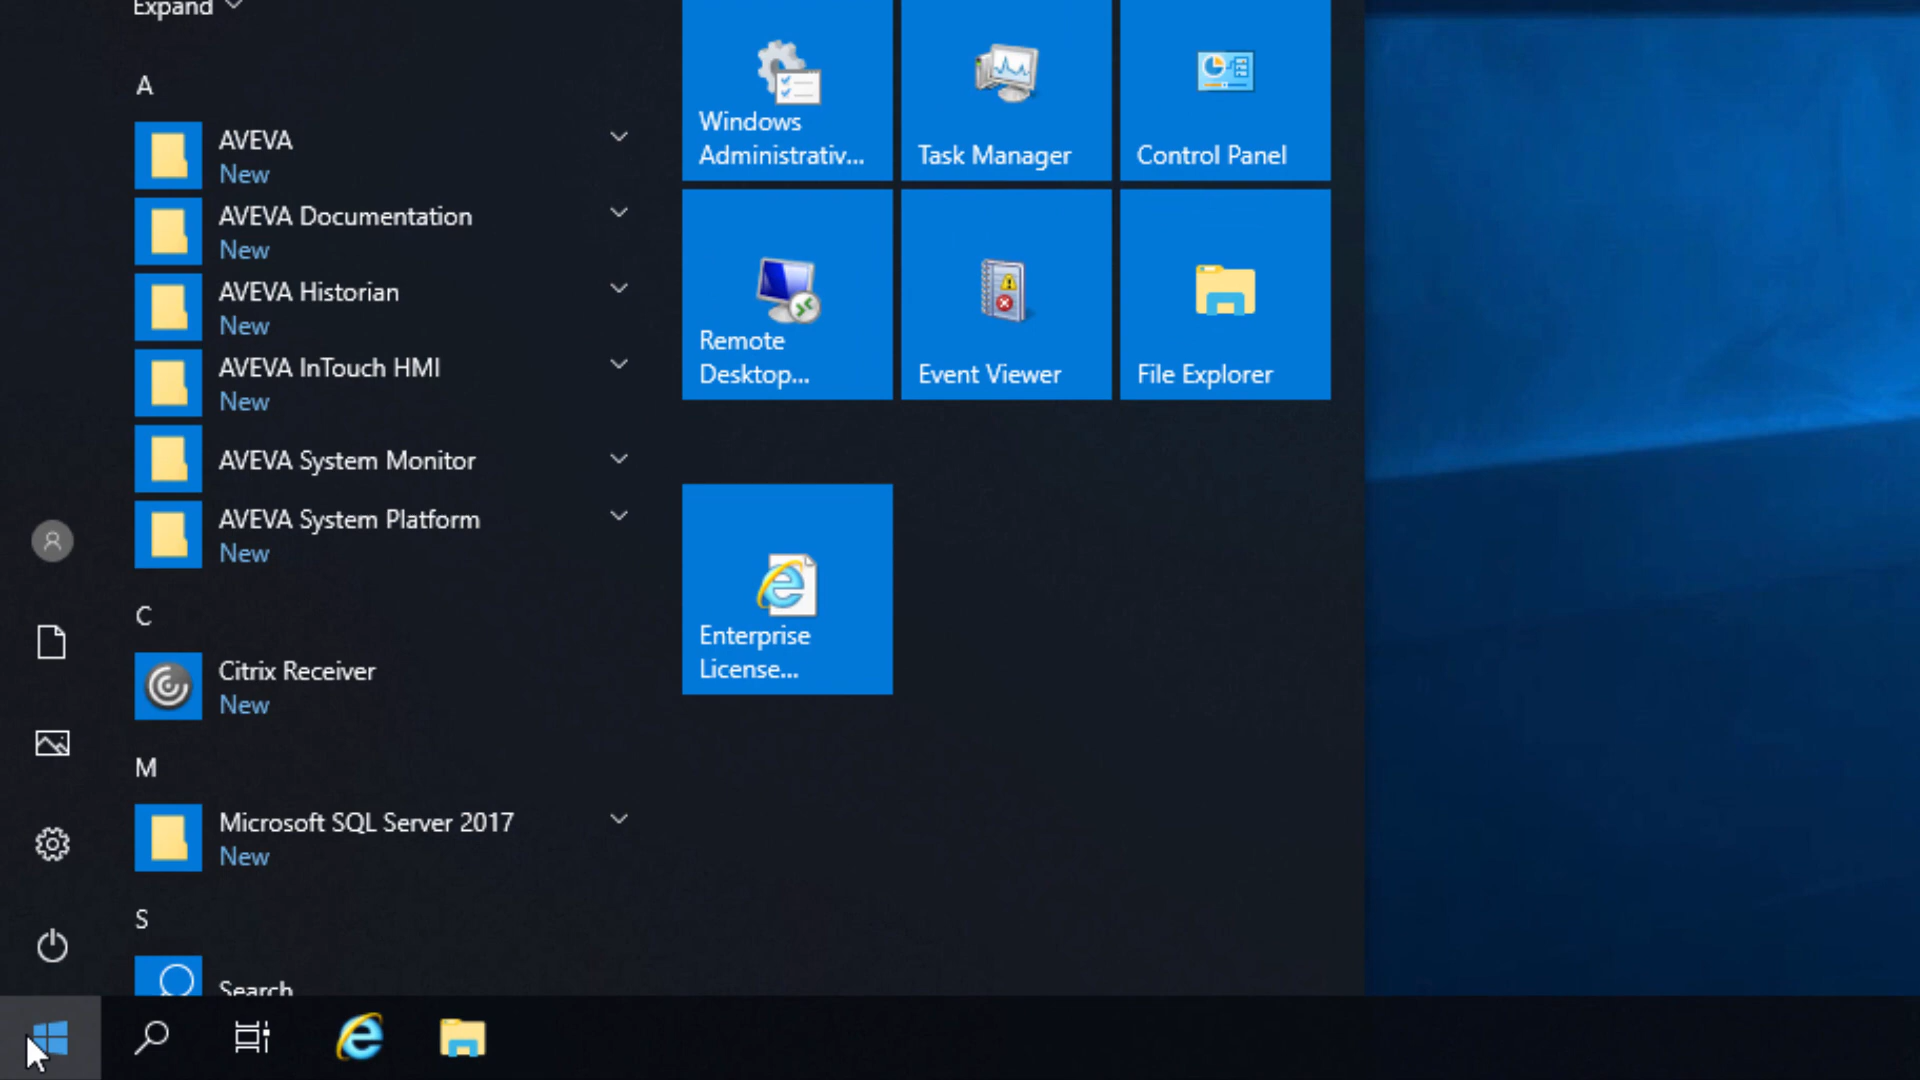 Expand
A
AVEVA
New
AVEVA Documentation
New
AVEVA Historian
New
AVEVA InTouch HMI
New
AVEVA System Monitor
AVEVA System Platform
New
C
Citrix Receiver
New
M
Microsoft SQL Server 2017
New
S
Search
Windows
Administrativ...
Task Manager
Control Panel
Remote
Desktop...
Event Viewer
File Explorer
Enterprise
License...